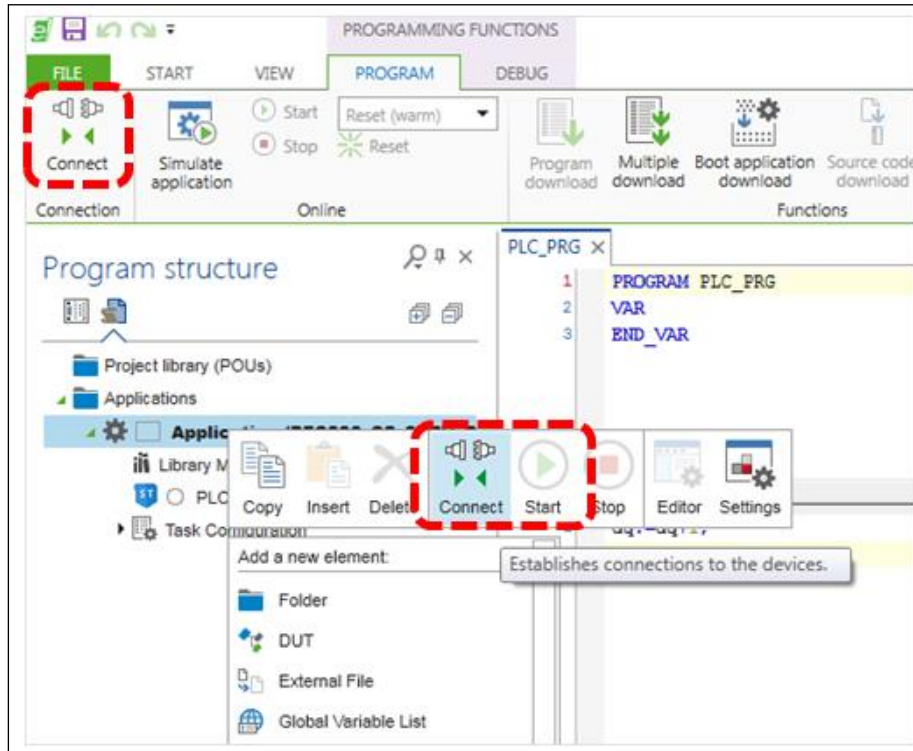 PROGRAMMING FUNCTIONS
FILE START VIEW PROGRAM DEBUG
Connect
Simulate
application
Start
Stop
Reset (warm)
Reset
Program
download
Multiple
download
Boot application
download
Source code
download
Connection
Online
Functions
Program structure
PLC_PRG
1 PROGRAM PLC_PRG
2 VAR
3 END_VAR
Project library (POUs)
Applications
Library M
ST PLC
Task Configuration
Copy Insert Delet Connect Start Stop Editor Settings
Establishes connections to the devices.
Add a new element:
Folder
DUT
External File
Global Variable List